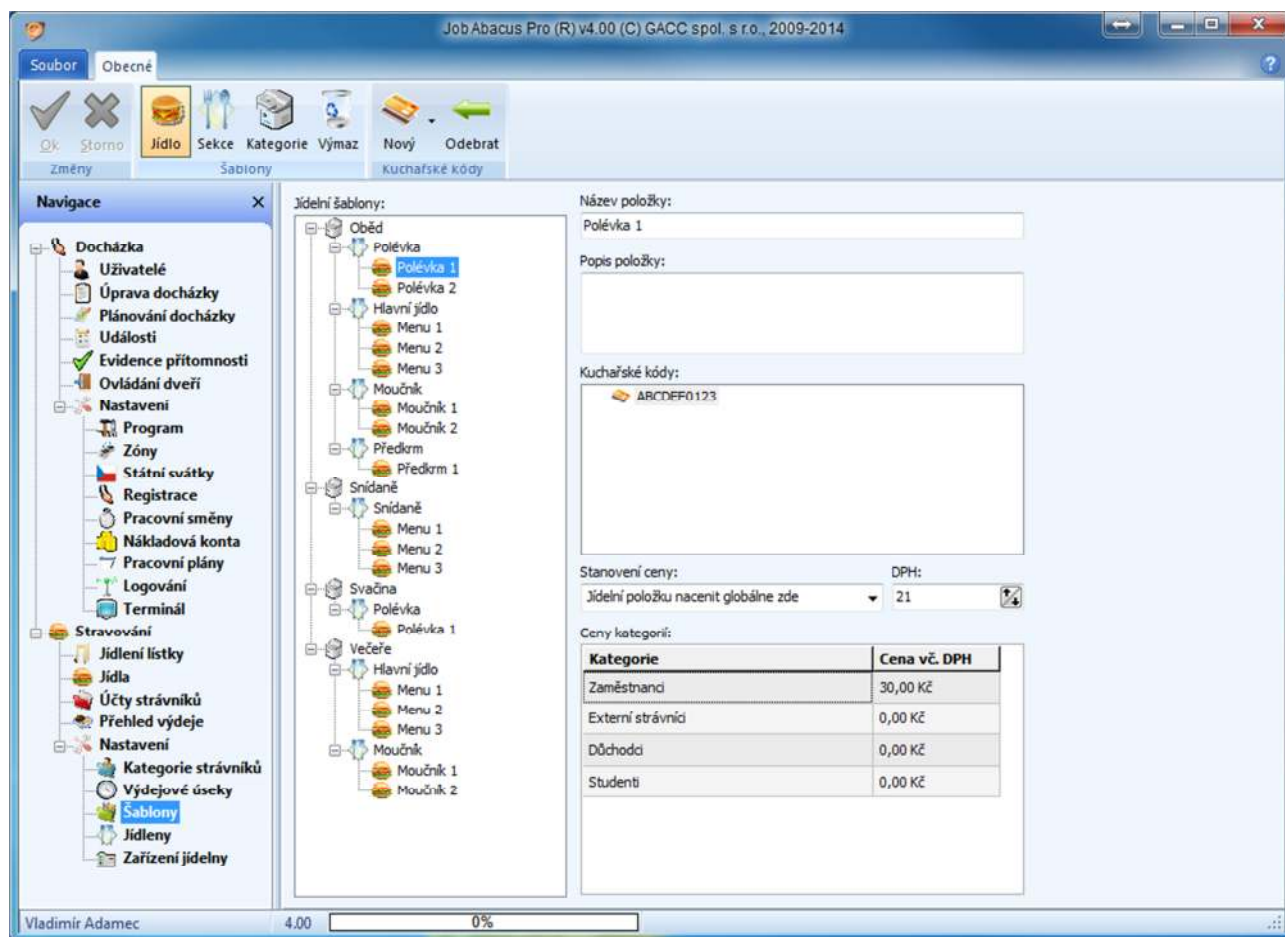 Job Abacus Pro (R) v4.00 (C) GACC spol. s r.o., 2009-2014
Soubor Obecné
Ok Storno Jídlo Sekce Kategorie Výmaz Nový Odebrat
Změny Šablony Kuchařské kódy
Navigace
Docházka
Uživatelé
Úprava docházky
Plánování docházky
Události
Evidence přítomnosti
Ovládání dveří
Nastavení
Program
Zóny
Státní svátky
Registrace
Pracovní směny
Nákladová konta
Pracovní plány
Logování
Terminál
Stravování
Jídlení lístky
Jídla
Účty strávníků
Přehled výdeje
Nastavení
Kategorie strávníků
Výdejové úseky
Šablony
Jídleny
Zařízení jídelny
Jídelní šablony:
Oběd
Polévka
Polévka 1
Polévka 2
Hlavní jídlo
Menu 1
Menu 2
Menu 3
Moučník
Moučník 1
Moučník 2
Předkrm
Předkrm 1
Snídaně
Snídaně
Menu 1
Menu 2
Menu 3
Svačina
Polévka
Polévka 1
Večeře
Hlavní jídlo
Menu 1
Menu 2
Menu 3
Moučník
Moučník 1
Moučník 2
Název položky:
Polévka 1
Popis položky:
Kuchařské kódy:
ABCDEF0123
Stanovení ceny: DPH:
Jídelní položku nacenit globálne zde 21
Ceny kategorií:
Kategorie Cena vč. DPH
Zaměstnanci 30,00 Kč
Externí strávníci 0,00 Kč
Důchodci 0,00 Kč
Studenti 0,00 Kč
Vladimír Adamec 4.00 0%